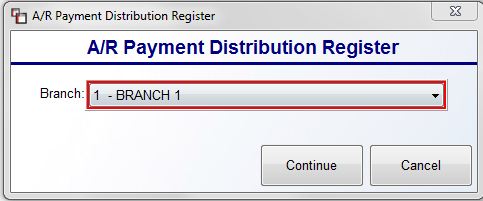 A/R Payment Distribution Register
A/R Payment Distribution Register
Branch: 1 - BRANCH 1
Continue Cancel